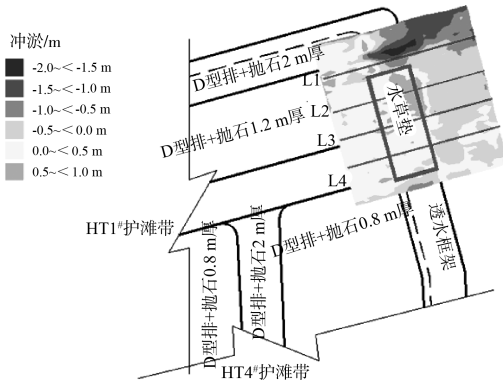 冲淤/m
-2.0~＜-1.5 m
-1.5~＜-1.0 m
-1.0~＜-0.5 m
-0.5~＜0.0 m
0.0~＜0.5 m
0.5~＜1.0 m
D型排+抛石2 m厚
L1
水草垫
L2
D型排+抛石1.2 m厚
L3
L4
HT1#护滩带
D型排+抛石0.8 m厚
透水框架
D型排+抛石0.8 m厚
D型排+抛石2 m厚
HT4#护滩带